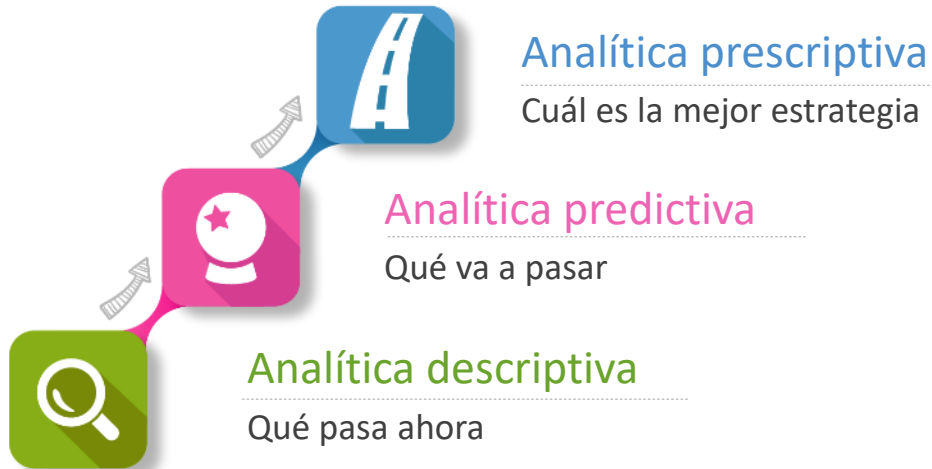 Analítica prescriptiva
Cuál es la mejor estrategia
Analítica predictiva
Qué va a pasar
Analítica descriptiva
Qué pasa ahora